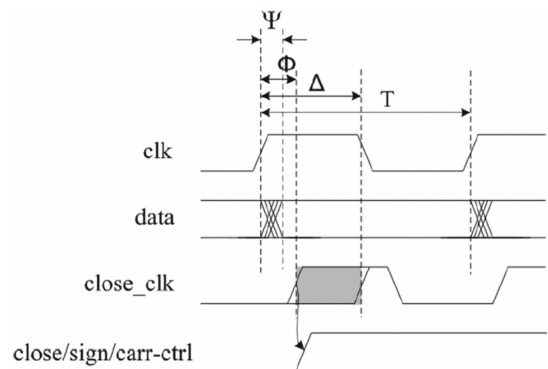 Ψ
Φ
Δ
T
clk
data
close_clk
close/sign/carr-ctrl